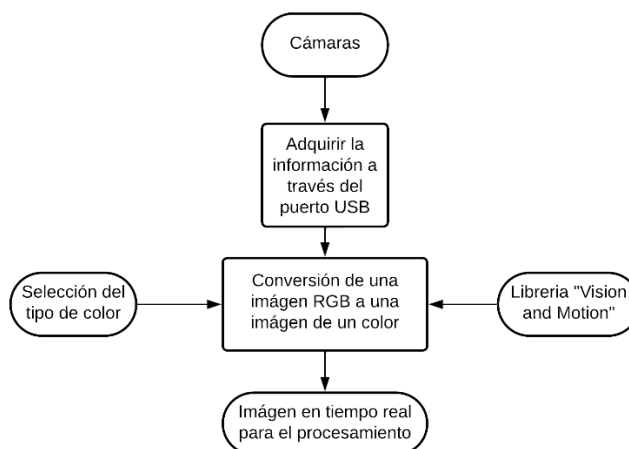 Cámaras
Adquirir la
información a
través del
puerto USB
Selección del
tipo de color
Conversión de una
imágen RGB a una
imágen de un color
Libreria "Vision
and Motion"
Imágen en tiempo real
para el procesamiento